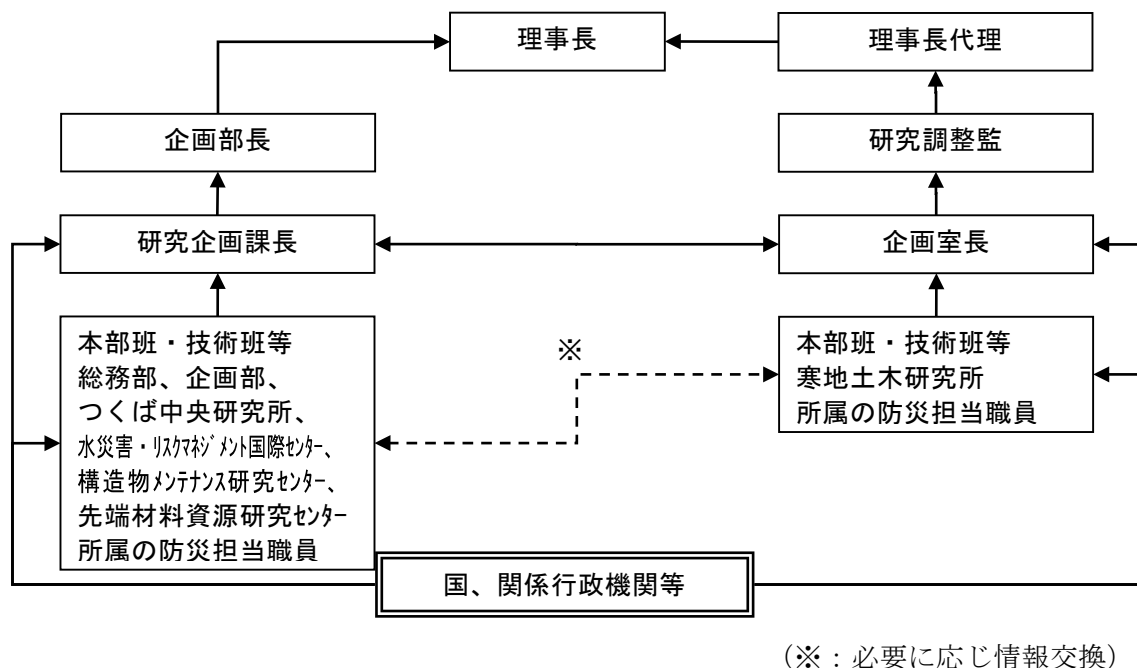 理事長
理事長代理
企画部長
研究調整監
研究企画課長
企画室長
本部班・技術班等
総務部、企画部、
つくば中央研究所、
水災害・ﾘｽｸﾏﾈｼﾞﾒﾝﾄ国際ｾﾝﾀｰ、
構造物ﾒﾝﾃﾅﾝｽ研究ｾﾝﾀｰ、
先端材料資源研究ｾﾝﾀｰ
所属の防災担当職員
※
本部班・技術班等
寒地土木研究所
所属の防災担当職員
国、関係行政機関等
（※：必要に応じ情報交換）